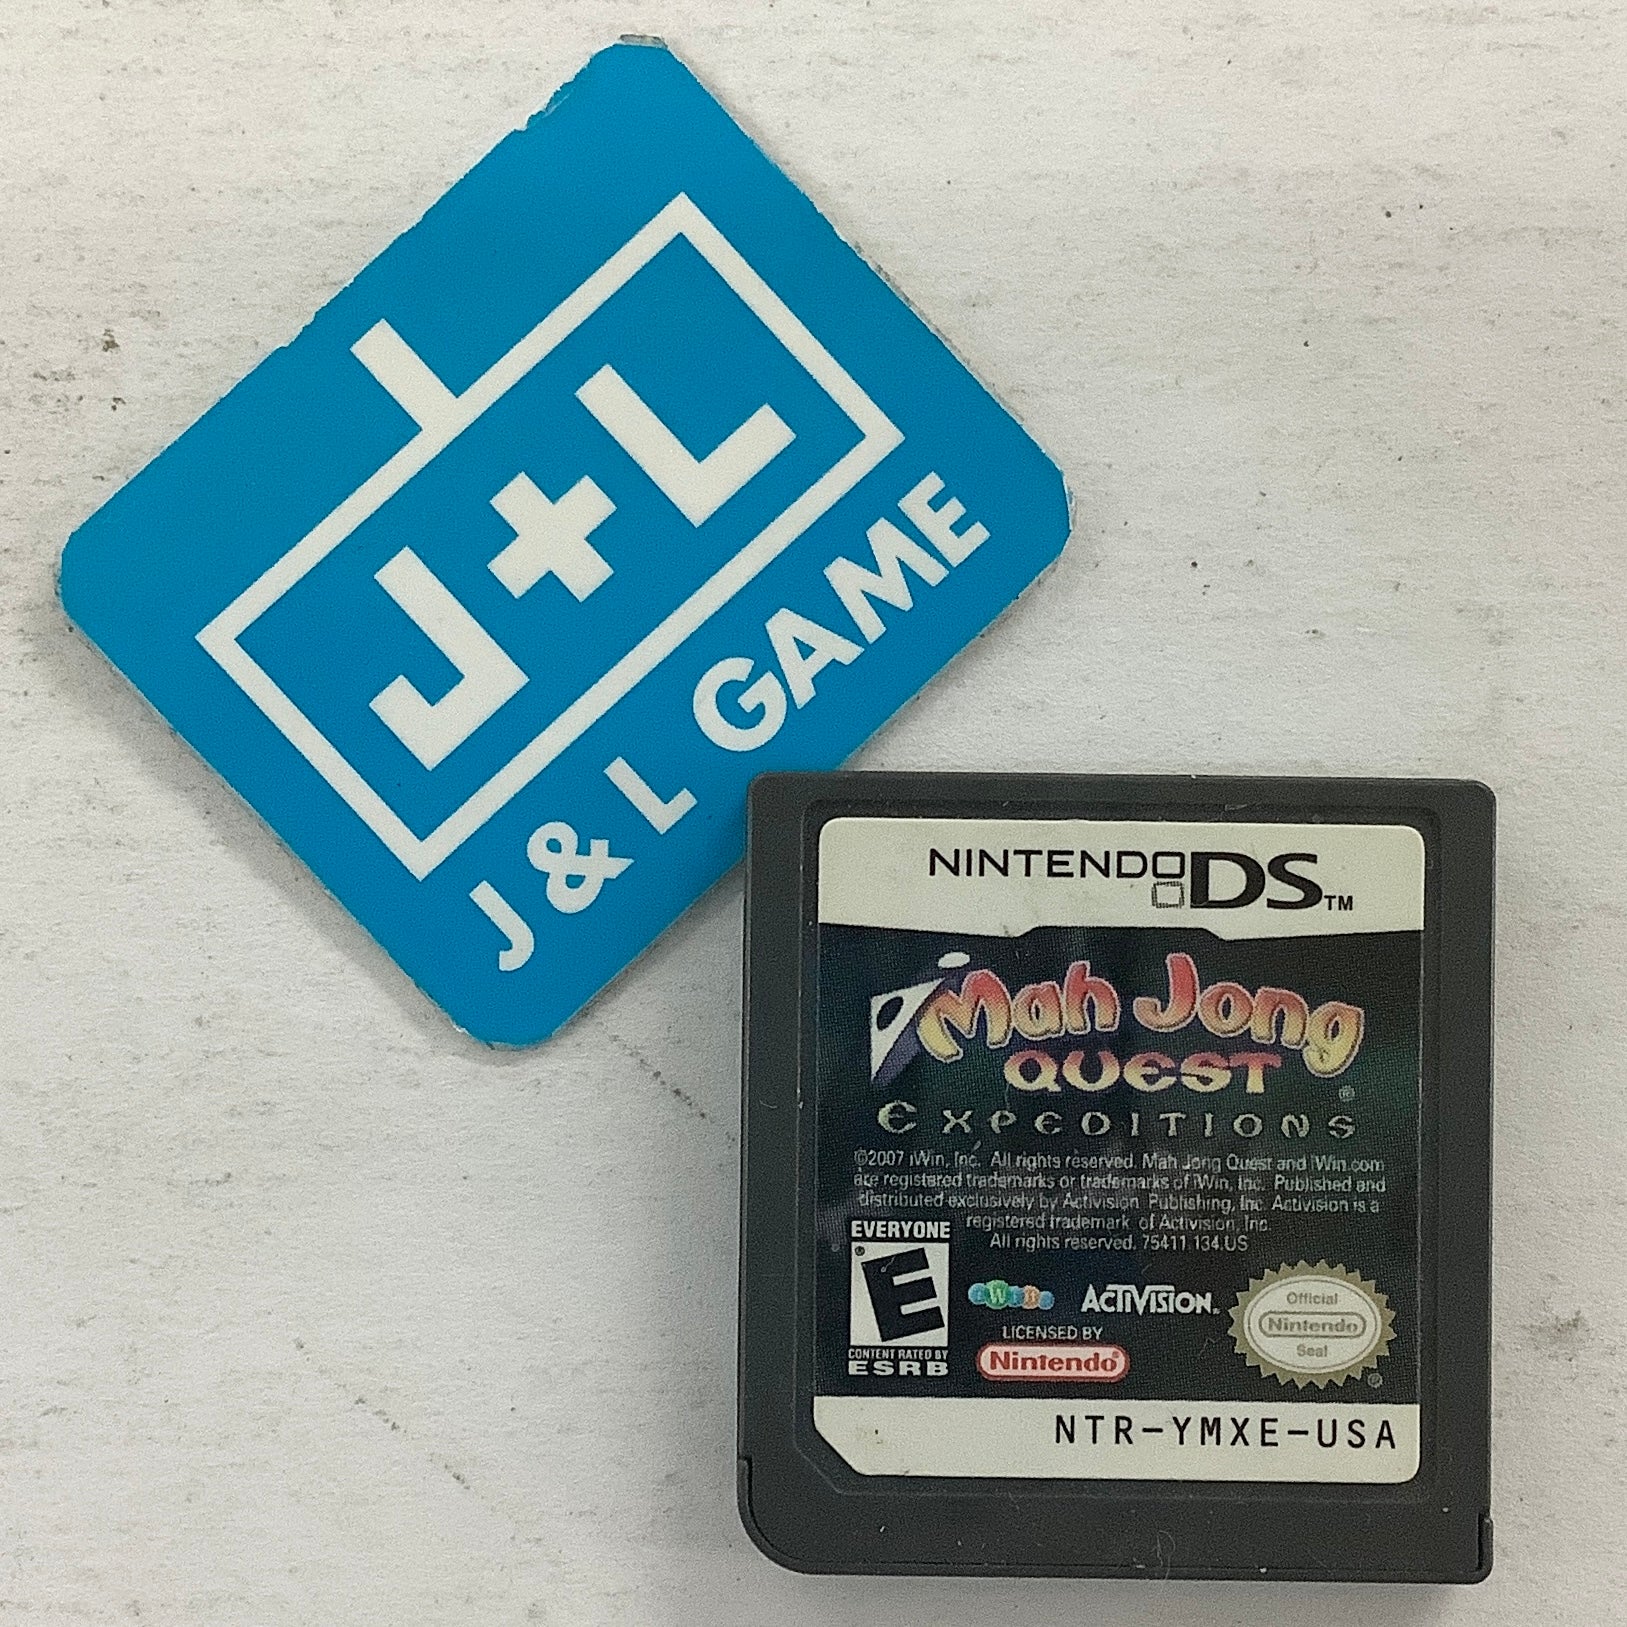 J+L
J & L GAME
NINTENDO DS™
Mah Jong
QUEST®
EXPEDITIONS
©2007 iWin, Inc. All rights reserved. Mah Jong Quest and iWin.com
are registered trademarks or trademarks of iWin, Inc. Published and
distributed exclusively by Activision Publishing, Inc. Activision is a
registered trademark of Activision, Inc.
All rights reserved. 75411.134.US
EVERYONE
E
CONTENT RATED BY
ESRB
iWin
ACTIVISION®
LICENSED BY
Nintendo®
Official
Nintendo
Seal
NTR-YMXE-USA